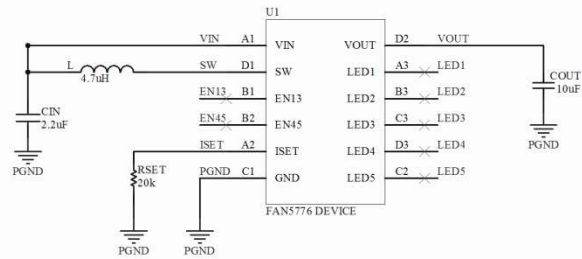 U1
VIN A1 VIN VOUT D2 VOUT
L 4.7uH SW D1 SW LED1 A3 LED1
EN13 B1 EN13 LED2 B3 LED2
EN45 B2 EN45 LED3 C3 LED3
ISET A2 ISET LED4 D3 LED4
PGND C1 GND LED5 C2 LED5
FAN5776 DEVICE
CIN
2.2uF
PGND
RSET
20k
PGND
PGND
COUT
10uF
PGND